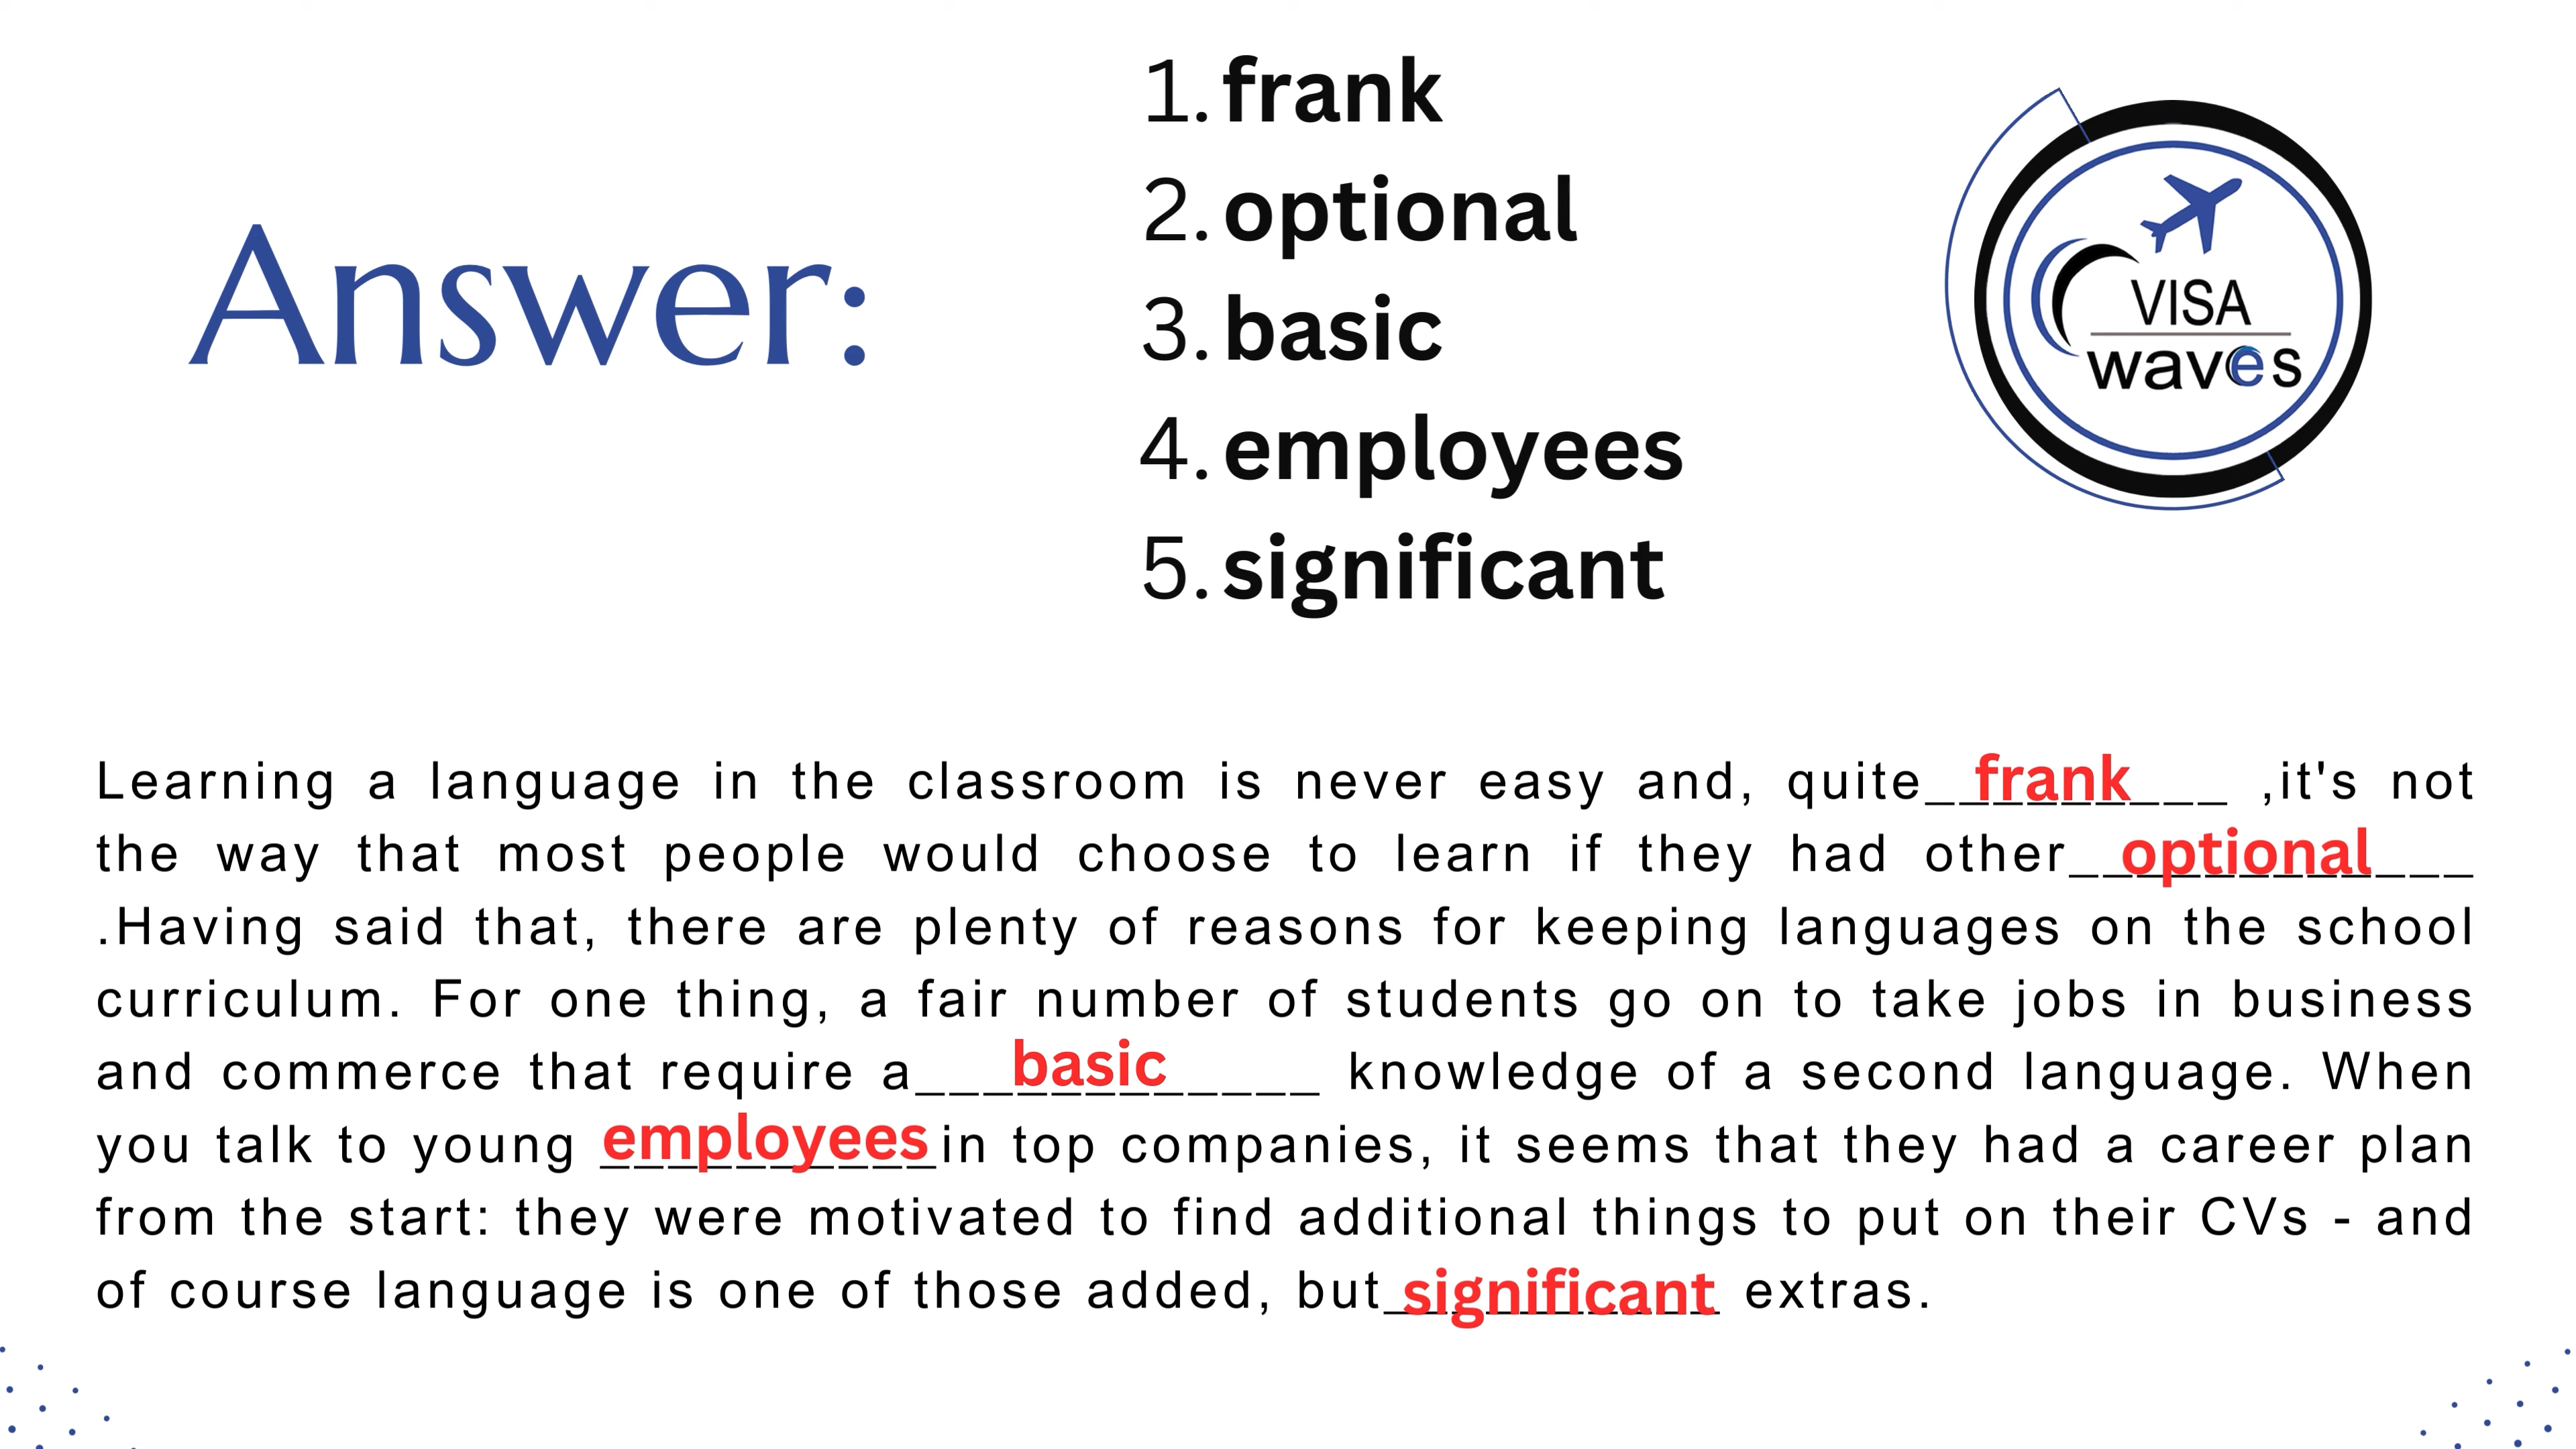 Answer:
1. frank
2. optional
3. basic
4. employees
5. significant
VISA
waves
Learning a language in the classroom is never easy and, quite_frank___ ,it's not
the way that most people would choose to learn if they had other_optional___
.Having said that, there are plenty of reasons for keeping languages on the school
curriculum. For one thing, a fair number of students go on to take jobs in business
and commerce that require a___basic____ knowledge of a second language. When
you talk to young employees in top companies, it seems that they had a career plan
from the start: they were motivated to find additional things to put on their CVs - and
of course language is one of those added, but_significant extras.